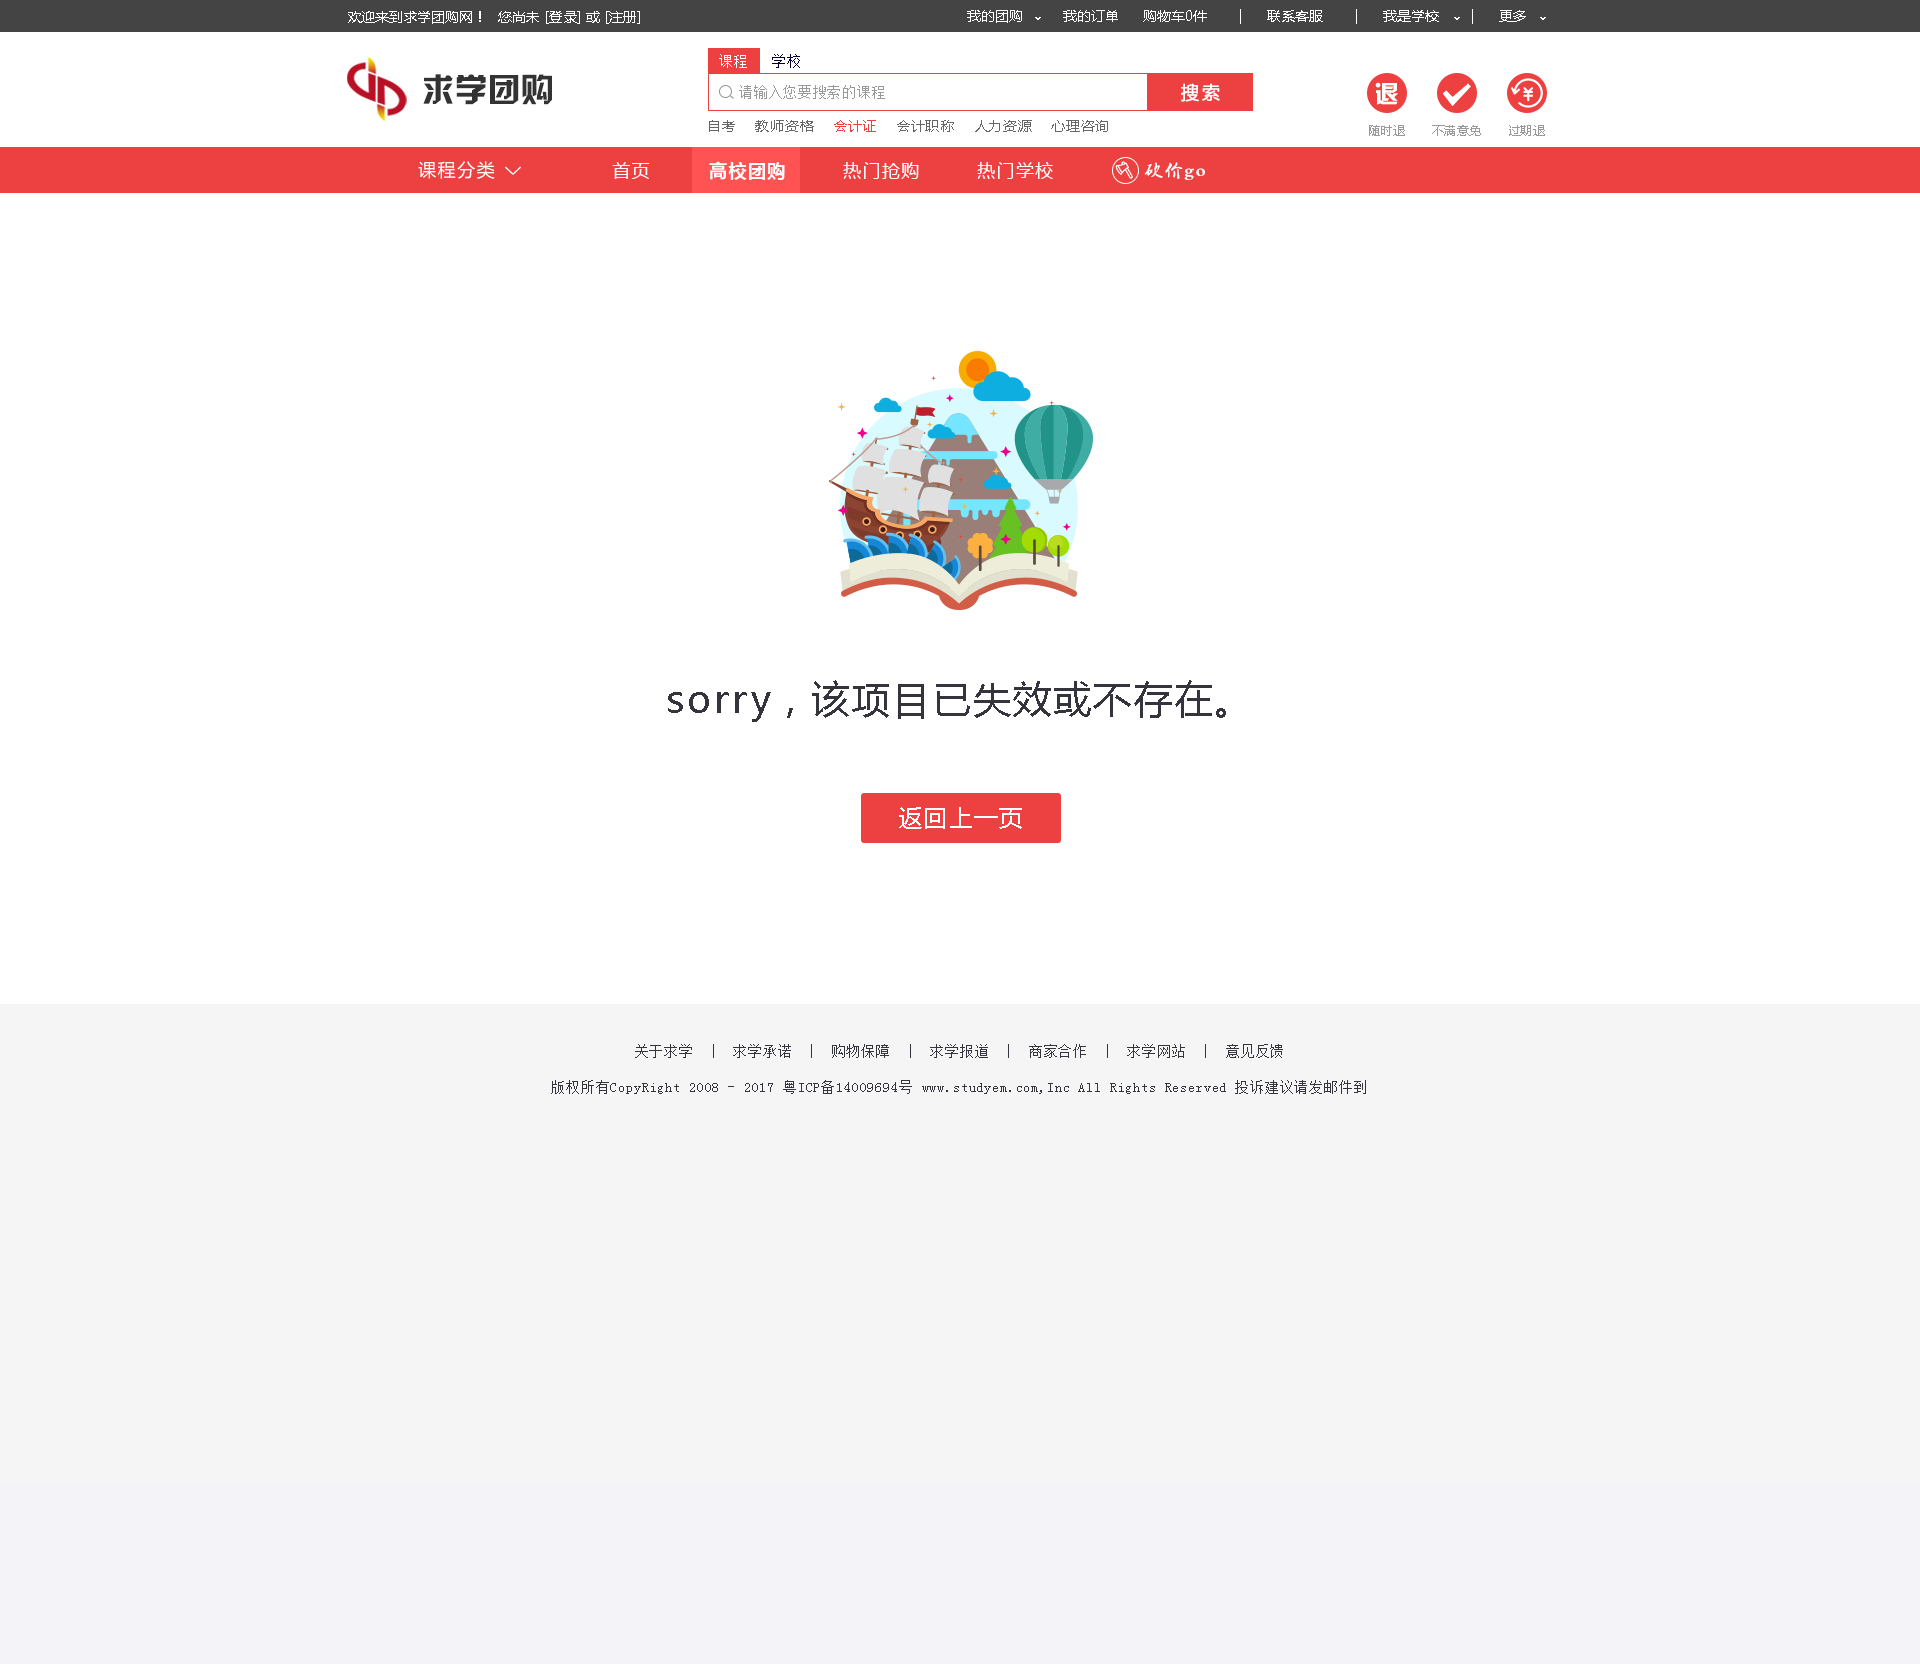 欢迎来到求学团购网！ 您尚未 [登录] 或 [注册] 我的团购 我的订单 购物车0件 | 联系客服 | 我是学校 | 更多
求学团购
课程 学校
请输入您要搜索的课程 搜索
自考 教师资格 会计证 会计职称 人力资源 心理咨询
退 ¥
随时退 不满意免 过期退
课程分类 首页 高校团购 热门抢购 热门学校 砍价go
sorry，该项目已失效或不存在。
返回上一页
关于求学 | 求学承诺 | 购物保障 | 求学报道 | 商家合作 | 求学网站 | 意见反馈
版权所有CopyRight 2008 - 2017 粤ICP备14009694号 www.studyem.com,Inc All Rights Reserved 投诉建议请发邮件到